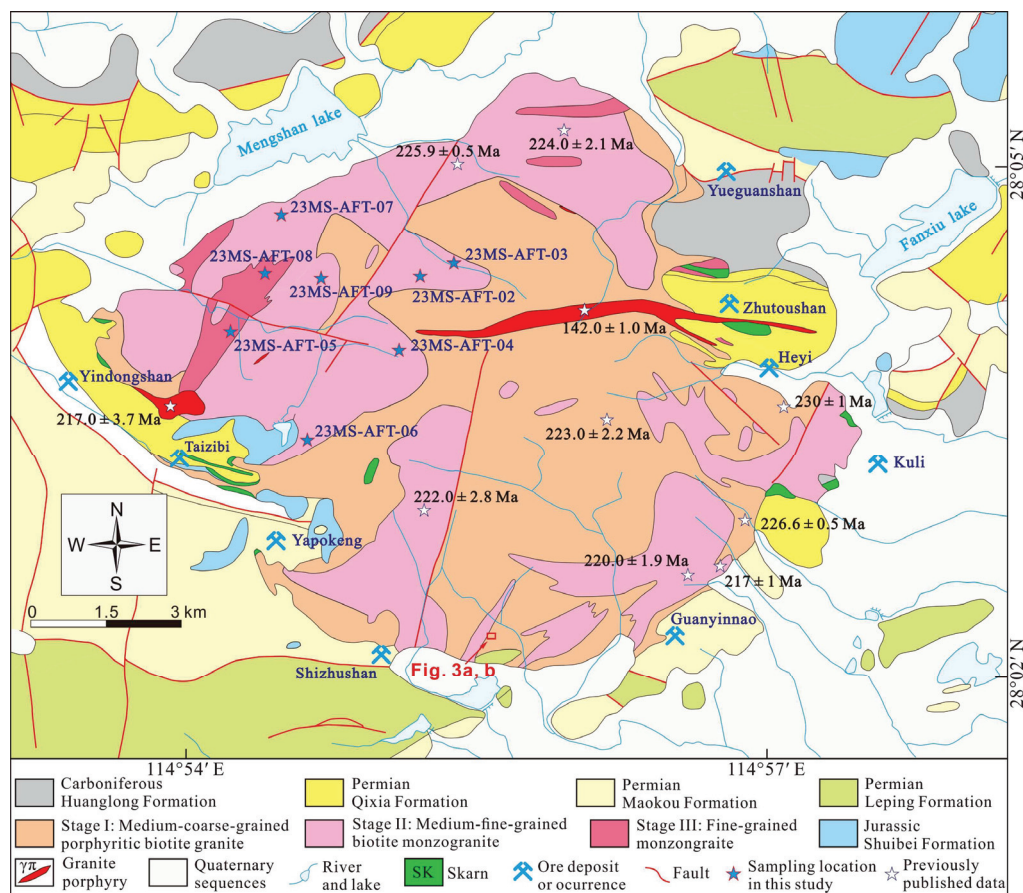 Mengshan lake
224.0 ± 2.1 Ma
225.9 ± 0.5 Ma
28°05′ N
Yueguanshan
Fanxiu lake
23MS-AFT-07
23MS-AFT-03
23MS-AFT-08
23MS-AFT-09
23MS-AFT-02
Zhutoushan
142.0 ± 1.0 Ma
23MS-AFT-05
23MS-AFT-04
Heyi
Yindongshan
217.0 ± 3.7 Ma
230 ± 1 Ma
223.0 ± 2.2 Ma
23MS-AFT-06
Taizibi
Kuli
222.0 ± 2.8 Ma
226.6 ± 0.5 Ma
N
W E
S
Yapokeng
220.0 ± 1.9 Ma
217 ± 1 Ma
0 1.5 3 km
Guanyinnao
Shizhushan
Fig. 3a, b
28°02′ N
114°54′ E
114°57′ E
Carboniferous
Huanglong Formation
Permian
Qixia Formation
Permian
Maokou Formation
Permian
Leping Formation
Stage I: Medium-coarse-grained
porphyritic biotite granite
Stage II: Medium-fine-grained
biotite monzogranite
Stage III: Fine-grained
monzongraite
Jurassic
Shuibei Formation
γπ
Granite
porphyry
Quaternary
sequences
River
and lake
SK
Skarn
Ore deposit
or ocurrence
Fault
Sampling location
in this study
Previously
published data